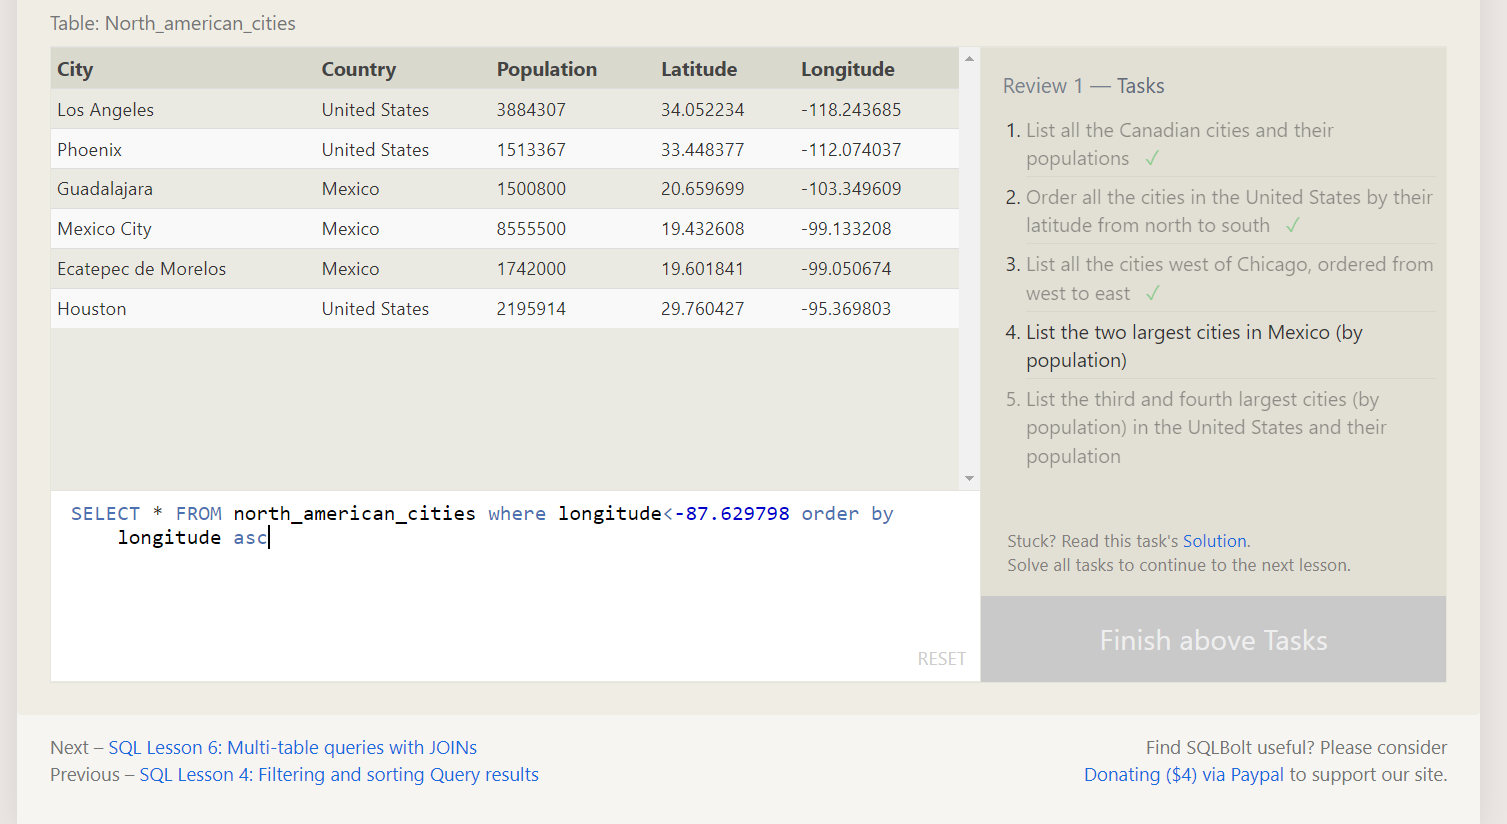 Table: North_american_cities
City Country Population Latitude Longitude
Los Angeles United States 3884307 34.052234 -118.243685
Phoenix United States 1513367 33.448377 -112.074037
Guadalajara Mexico 1500800 20.659699 -103.349609
Mexico City Mexico 8555500 19.432608 -99.133208
Ecatepec de Morelos Mexico 1742000 19.601841 -99.050674
Houston United States 2195914 29.760427 -95.369803
SELECT * FROM north_american_cities where longitude<-87.629798 order by
longitude asc
RESET
Review 1 — Tasks
1. List all the Canadian cities and their
populations ✓
2. Order all the cities in the United States by their
latitude from north to south ✓
3. List all the cities west of Chicago, ordered from
west to east ✓
4. List the two largest cities in Mexico (by
population)
5. List the third and fourth largest cities (by
population) in the United States and their
population
Stuck? Read this task's Solution.
Solve all tasks to continue to the next lesson.
Finish above Tasks
Next – SQL Lesson 6: Multi-table queries with JOINs
Previous – SQL Lesson 4: Filtering and sorting Query results
Find SQLBolt useful? Please consider
Donating ($4) via Paypal to support our site.